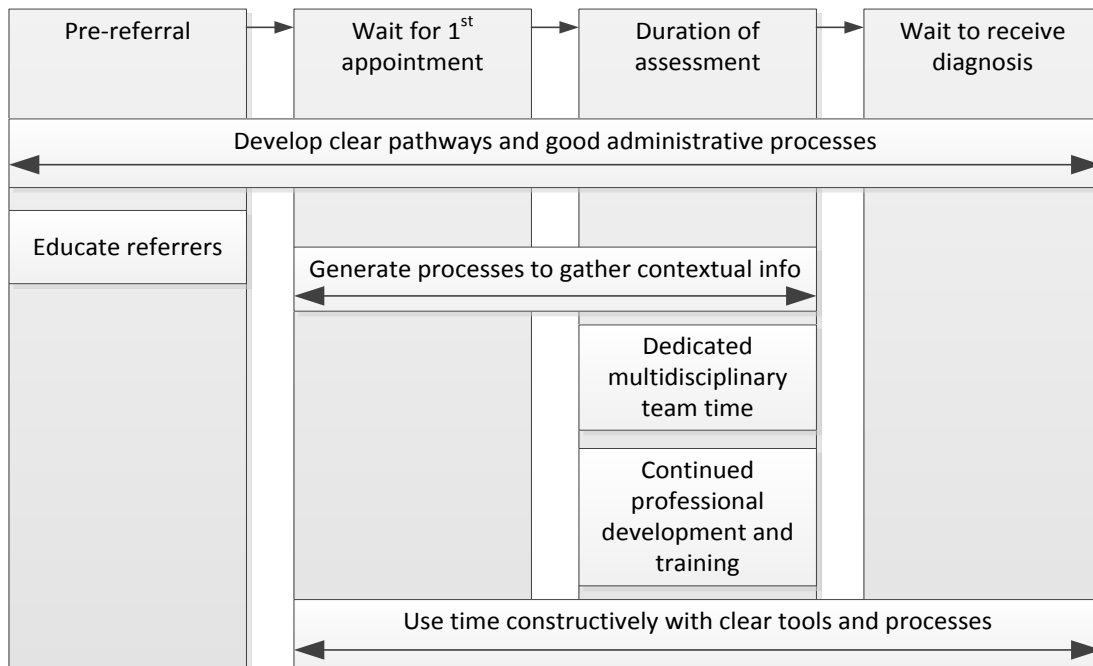 Pre-referral
Wait for 1st
appointment
Duration of
assessment
Wait to receive
diagnosis
Develop clear pathways and good administrative processes
Educate referrers
Generate processes to gather contextual info
Dedicated
multidisciplinary
team time
Continued
professional
development and
training
Use time constructively with clear tools and processes